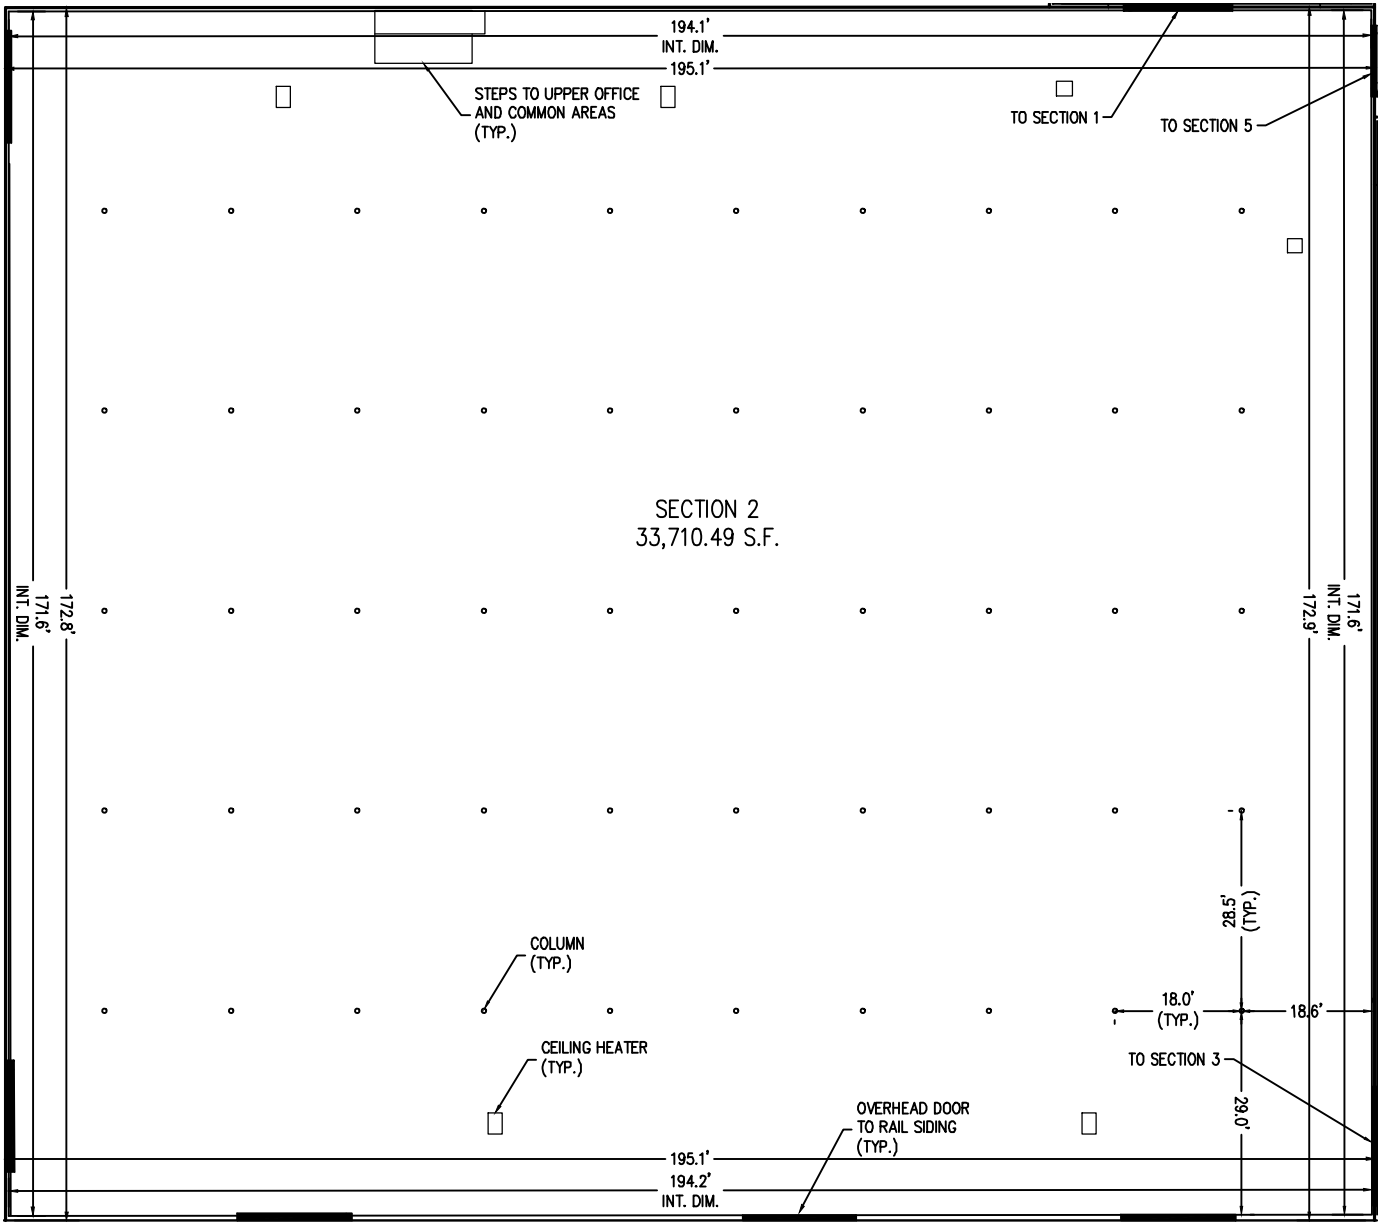 194.1'
INT. DIM.
195.1'
STEPS TO UPPER OFFICE
AND COMMON AREAS
(TYP.)
TO SECTION 1
TO SECTION 5
SECTION 2
33,710.49 S.F.
172.8'
171.6'
INT. DIM.
171.6'
INT. DIM.
172.9'
28.5'
(TYP.)
COLUMN
(TYP.)
18.0'
(TYP.)
18.6'
CEILING HEATER
(TYP.)
TO SECTION 3
OVERHEAD DOOR
TO RAIL SIDING
(TYP.)
29.0'
195.1'
194.2'
INT. DIM.